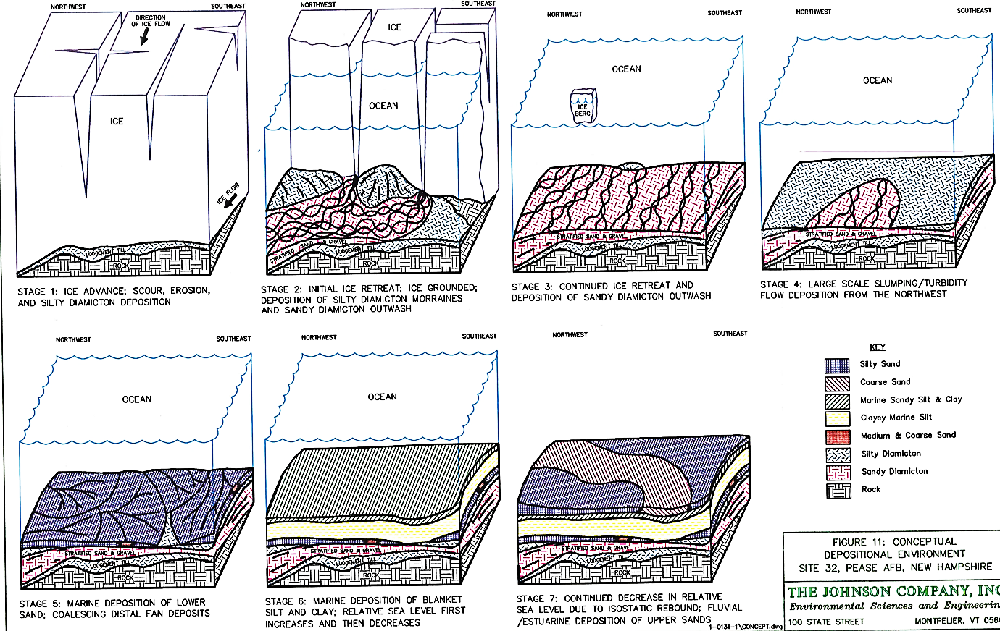 NORTHWEST
SOUTHEAST
DIRECTION
OF ICE FLOW
ICE
ICE FLOW
LODGEMENT TILL
ROCK
STAGE 1: ICE ADVANCE; SCOUR, EROSION,
AND SILTY DIAMICTON DEPOSITION
NORTHWEST
SOUTHEAST
ICE
OCEAN
STRATIFIED SAND & GRAVEL
LODGEMENT TILL
ROCK
STAGE 2: INITIAL ICE RETREAT; ICE GROUNDED;
DEPOSITION OF SILTY DIAMICTON MORRAINES
AND SANDY DIAMICTON OUTWASH
NORTHWEST
SOUTHEAST
OCEAN
ICE
BERG
STRATIFIED SAND & GRAVEL
LODGEMENT TILL
ROCK
STAGE 3: CONTINUED ICE RETREAT AND
DEPOSITION OF SANDY DIAMICTON OUTWASH
NORTHWEST
SOUTHEAST
OCEAN
STRATIFIED SAND & GRAVEL
LODGEMENT TILL
ROCK
STAGE 4: LARGE SCALE SLUMPING/TURBIDITY
FLOW DEPOSITION FROM THE NORTHWEST
NORTHWEST
SOUTHEAST
OCEAN
STRATIFIED SAND & GRAVEL
LODGEMENT TILL
ROCK
STAGE 5: MARINE DEPOSITION OF LOWER
SAND; COALESCING DISTAL FAN DEPOSITS
NORTHWEST
SOUTHEAST
OCEAN
STRATIFIED SAND & GRAVEL
LODGEMENT TILL
ROCK
STAGE 6: MARINE DEPOSITION OF BLANKET
SILT AND CLAY; RELATIVE SEA LEVEL FIRST
INCREASES AND THEN DECREASES
NORTHWEST
SOUTHEAST
STRATIFIED SAND & GRAVEL
LODGEMENT TILL
ROCK
STAGE 7: CONTINUED DECREASE IN RELATIVE
SEA LEVEL DUE TO ISOSTATIC REBOUND; FLUVIAL
/ESTUARINE DEPOSITION OF UPPER SANDS
1-0131-1\CONCEPT.dwg
KEY
Silty Sand
Coarse Sand
Marine Sandy Silt & Clay
Clayey Marine Silt
Medium & Coarse Sand
Silty Diamicton
Sandy Diamicton
Rock
FIGURE 11: CONCEPTUAL
DEPOSITIONAL ENVIRONMENT
SITE 32, PEASE AFB, NEW HAMPSHIRE
THE JOHNSON COMPANY, INC
Environmental Sciences and Engineerin
100 STATE STREET MONTPELIER, VT 056